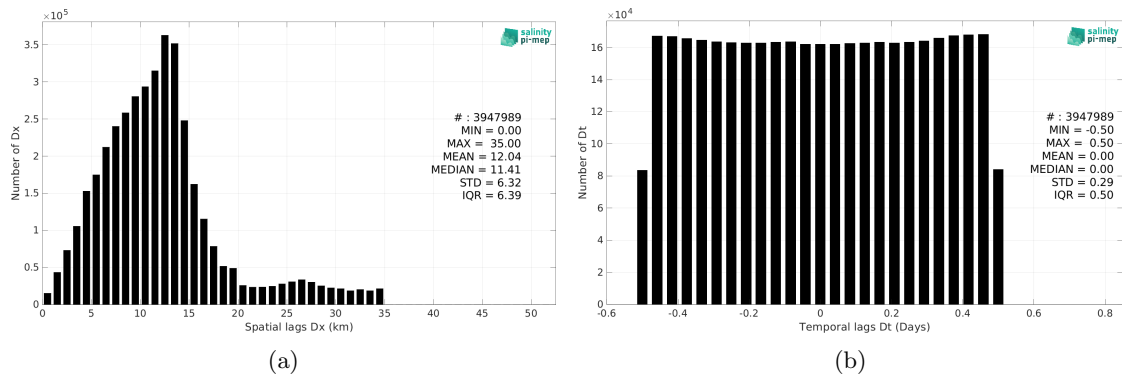 ×10⁵
3.5
3
2.5
2
1.5
1
0.5
0
0 5 10 15 20 25 30 35 40 45 50
Number of Dx
Spatial lags Dx (km)
salinity
pi-mep
# : 3947989
MIN = 0.00
MAX = 35.00
MEAN = 12.04
MEDIAN = 11.41
STD = 6.32
IQR = 6.39
(a)
×10⁴
16
14
12
10
8
6
4
2
0
-0.6 -0.4 -0.2 0 0.2 0.4 0.6 0.8
Number of Dt
Temporal lags Dt (Days)
salinity
pi-mep
# : 3947989
MIN = -0.50
MAX = 0.50
MEAN = 0.00
MEDIAN = 0.00
STD = 0.29
IQR = 0.50
(b)